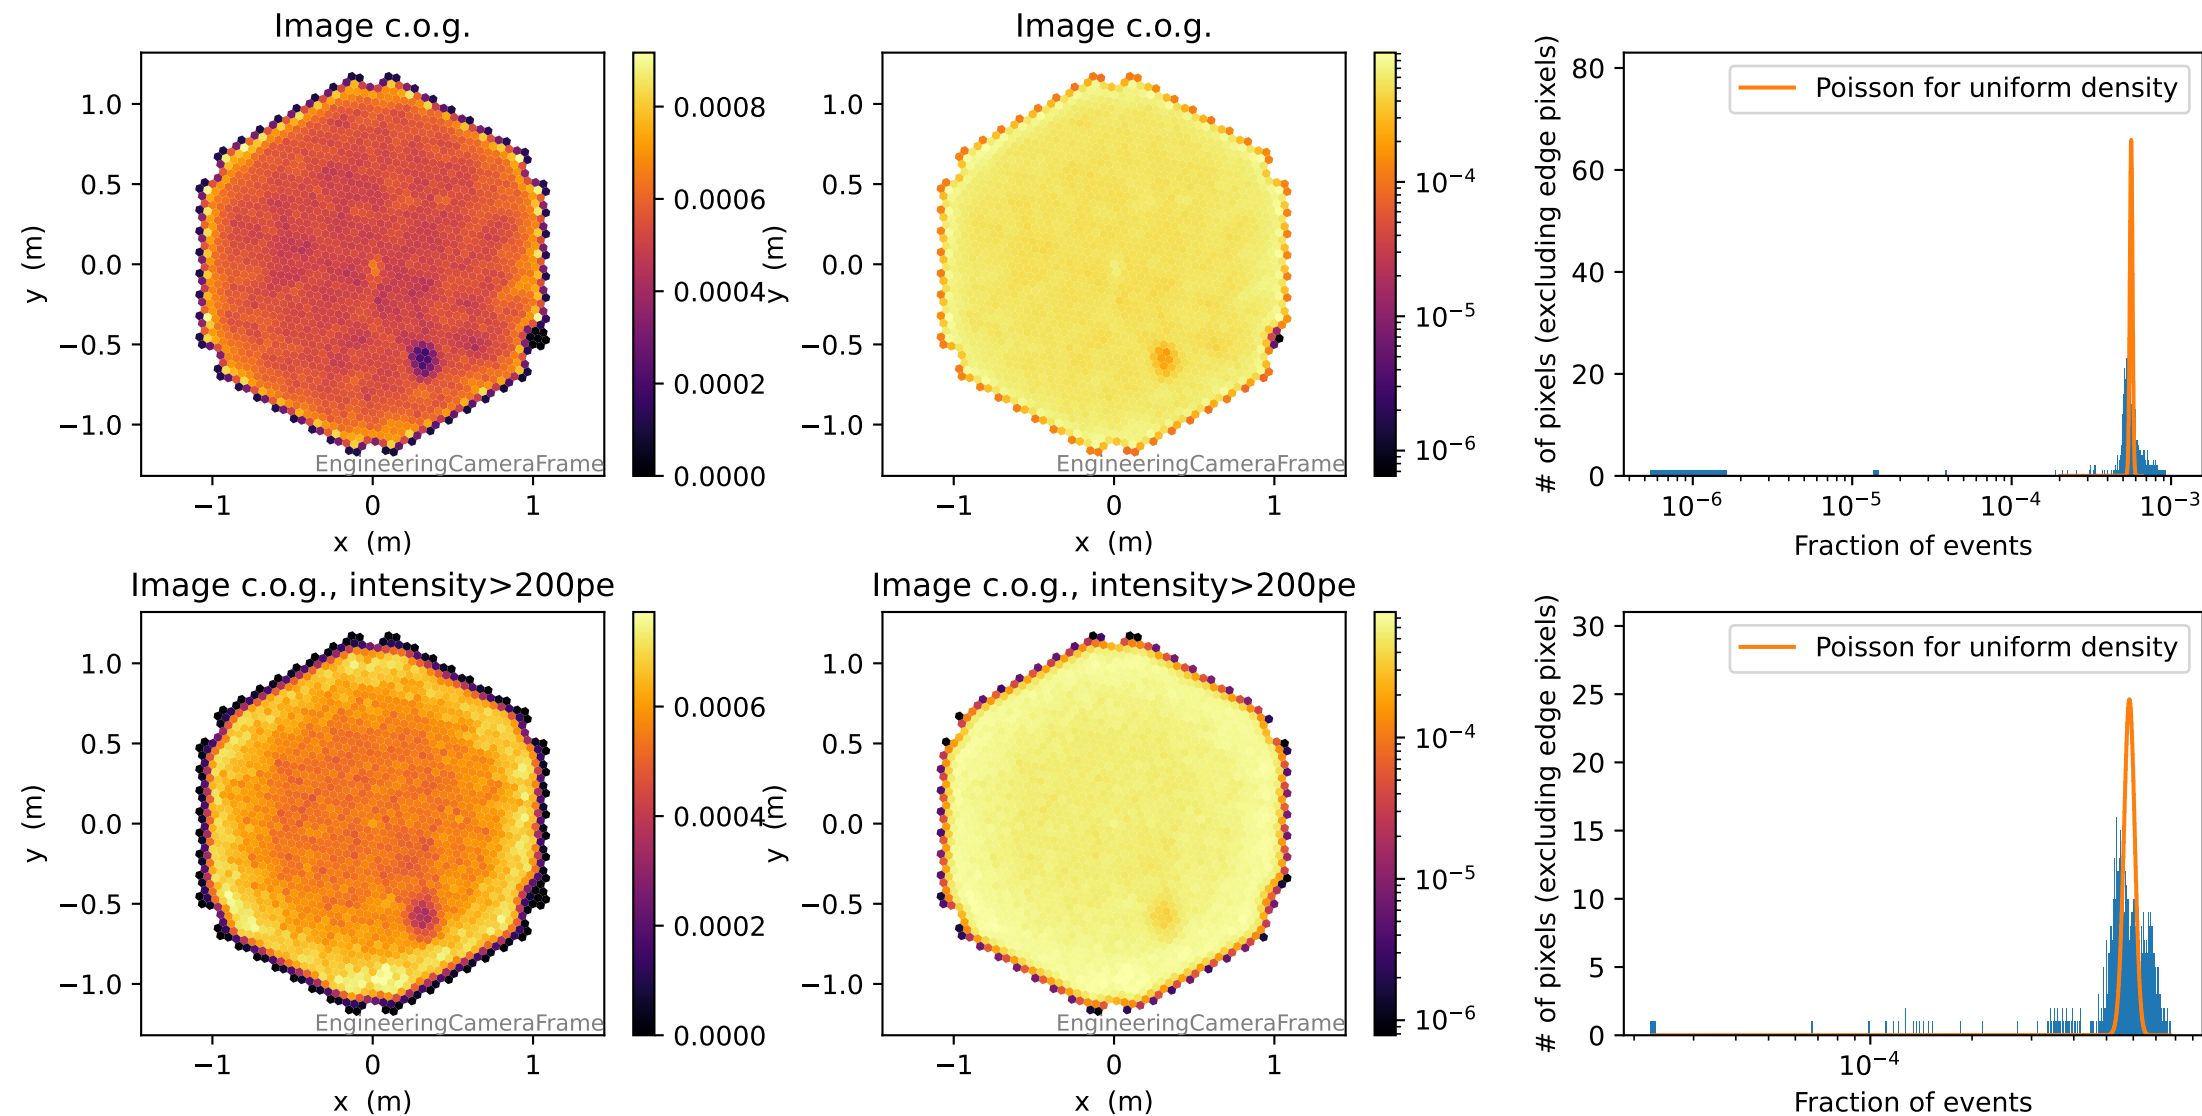 Image c.o.g.
1.0
0.5
0.0
−0.5
−1.0
y (m)
−1
0
1
x (m)
EngineeringCameraFrame
0.0008
0.0006
0.0004
0.0002
0.0000
Image c.o.g.
1.0
0.5
0.0
−0.5
−1.0
y (m)
−1
0
1
x (m)
EngineeringCameraFrame
10⁻⁴
10⁻⁵
10⁻⁶
80
60
40
20
0
# of pixels (excluding edge pixels)
Poisson for uniform density
10⁻⁶
10⁻⁵
10⁻⁴
10⁻³
Fraction of events
Image c.o.g., intensity>200pe
1.0
0.5
0.0
−0.5
−1.0
y (m)
−1
0
1
x (m)
EngineeringCameraFrame
0.0006
0.0004
0.0002
0.0000
Image c.o.g., intensity>200pe
1.0
0.5
0.0
−0.5
−1.0
y (m)
−1
0
1
x (m)
EngineeringCameraFrame
10⁻⁴
10⁻⁵
10⁻⁶
30
25
20
15
10
5
0
# of pixels (excluding edge pixels)
Poisson for uniform density
10⁻⁴
Fraction of events